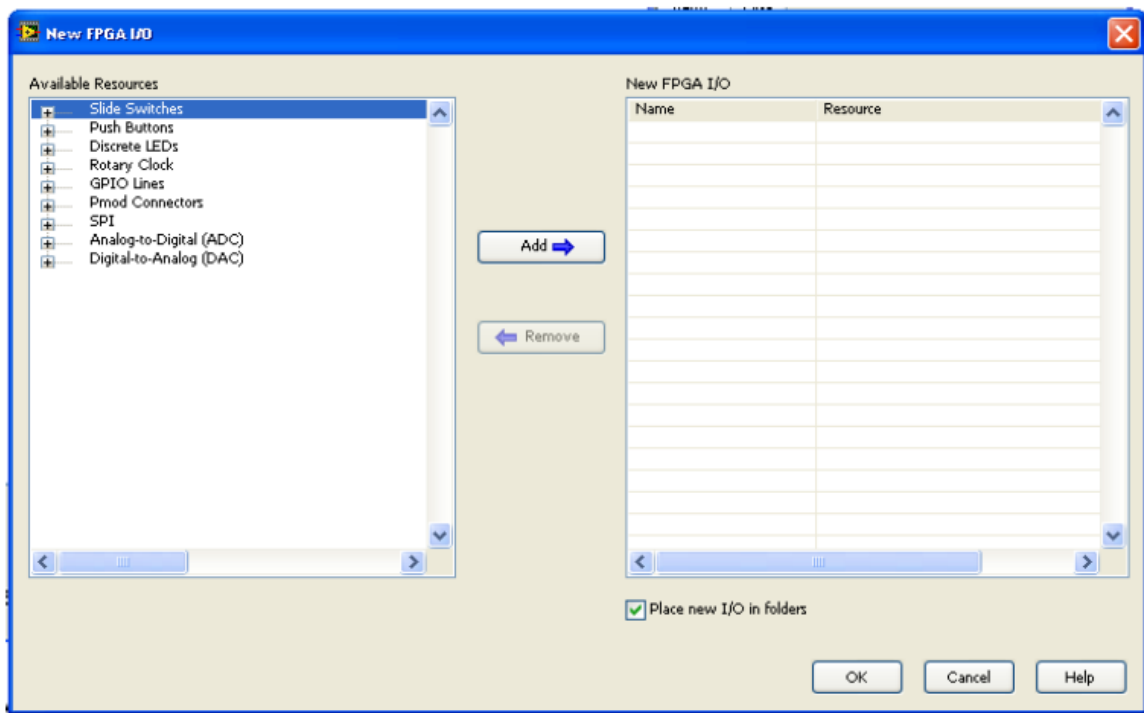 New FPGA I/O
Available Resources
Slide Switches
Push Buttons
Discrete LEDs
Rotary Clock
GPIO Lines
Pmod Connectors
SPI
Analog-to-Digital (ADC)
Digital-to-Analog (DAC)
Add
Remove
New FPGA I/O
Name Resource
Place new I/O in folders
OK Cancel Help